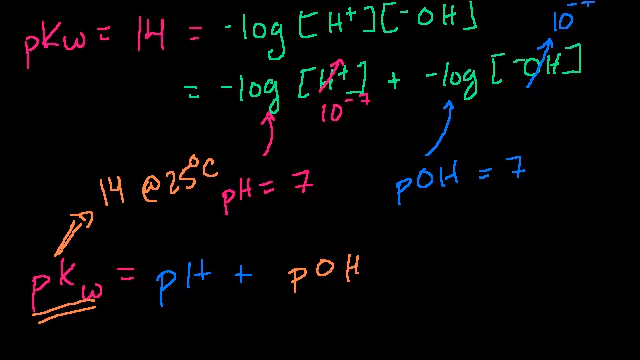 10⁻⁷
pKw = 14 = -log [H⁺][⁻OH]
= -log [H⁺] + -log [⁻OH]
10⁻⁷
14 @ 25°C
pH = 7
pOH = 7
pKw = pH + pOH